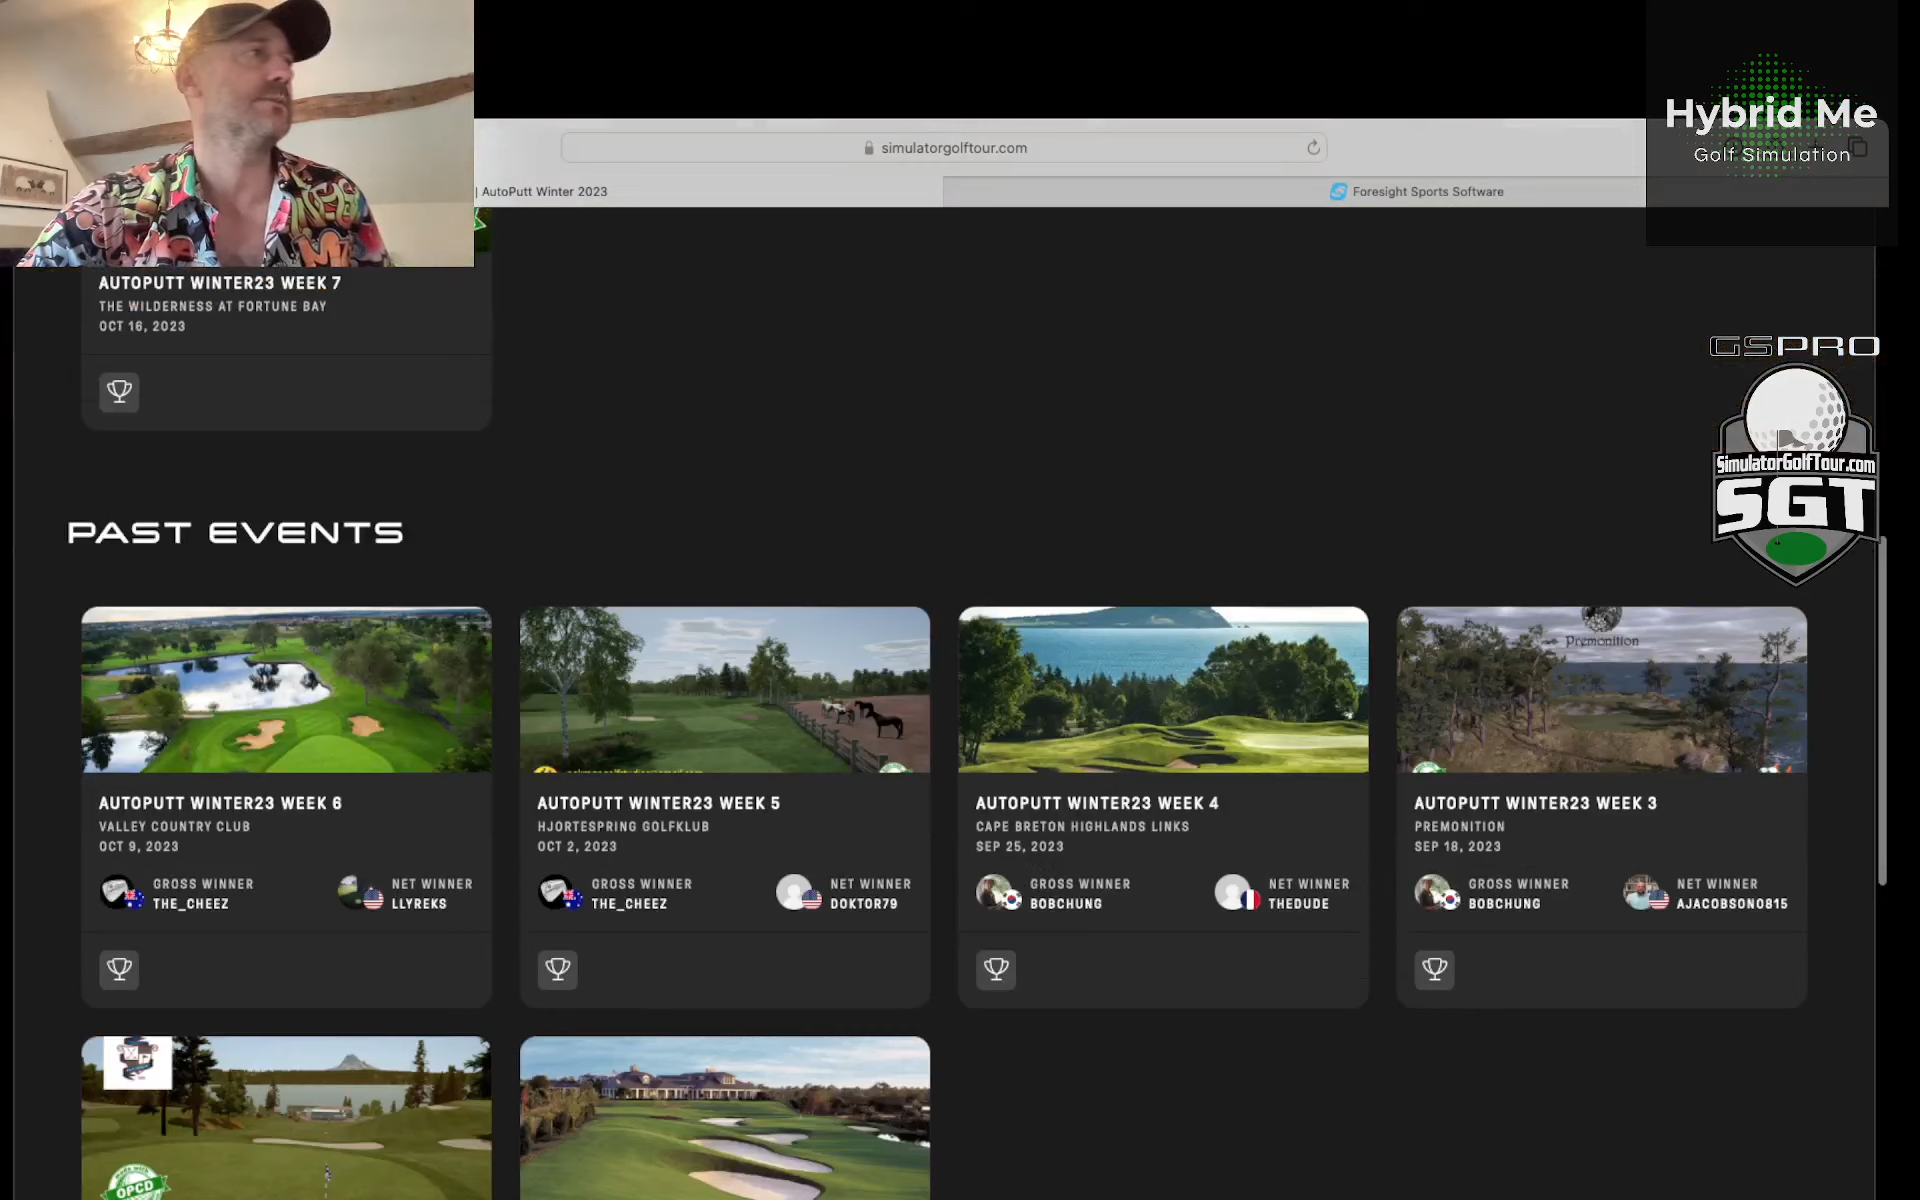 Hybrid Me
Golf Simulation
simulatorgolftour.com
| AutoPutt Winter 2023
Foresight Sports Software
AUTOPUTT WINTER23 WEEK 7
THE WILDERNESS AT FORTUNE BAY
OCT 16, 2023
GSPRO
SimulatorGolfTour.com
SGT
PAST EVENTS
Premonition
AUTOPUTT WINTER23 WEEK 6
VALLEY COUNTRY CLUB
OCT 9, 2023
GROSS WINNER
THE_CHEEZ
NET WINNER
LLYREKS
AUTOPUTT WINTER23 WEEK 5
HJORTESPRING GOLFKLUB
OCT 2, 2023
GROSS WINNER
THE_CHEEZ
NET WINNER
DOKTOR79
AUTOPUTT WINTER23 WEEK 4
CAPE BRETON HIGHLANDS LINKS
SEP 25, 2023
GROSS WINNER
BOBCHUNG
NET WINNER
THEDUDE
AUTOPUTT WINTER23 WEEK 3
PREMONITION
SEP 18, 2023
GROSS WINNER
BOBCHUNG
NET WINNER
AJACOBSON0815
OPCD